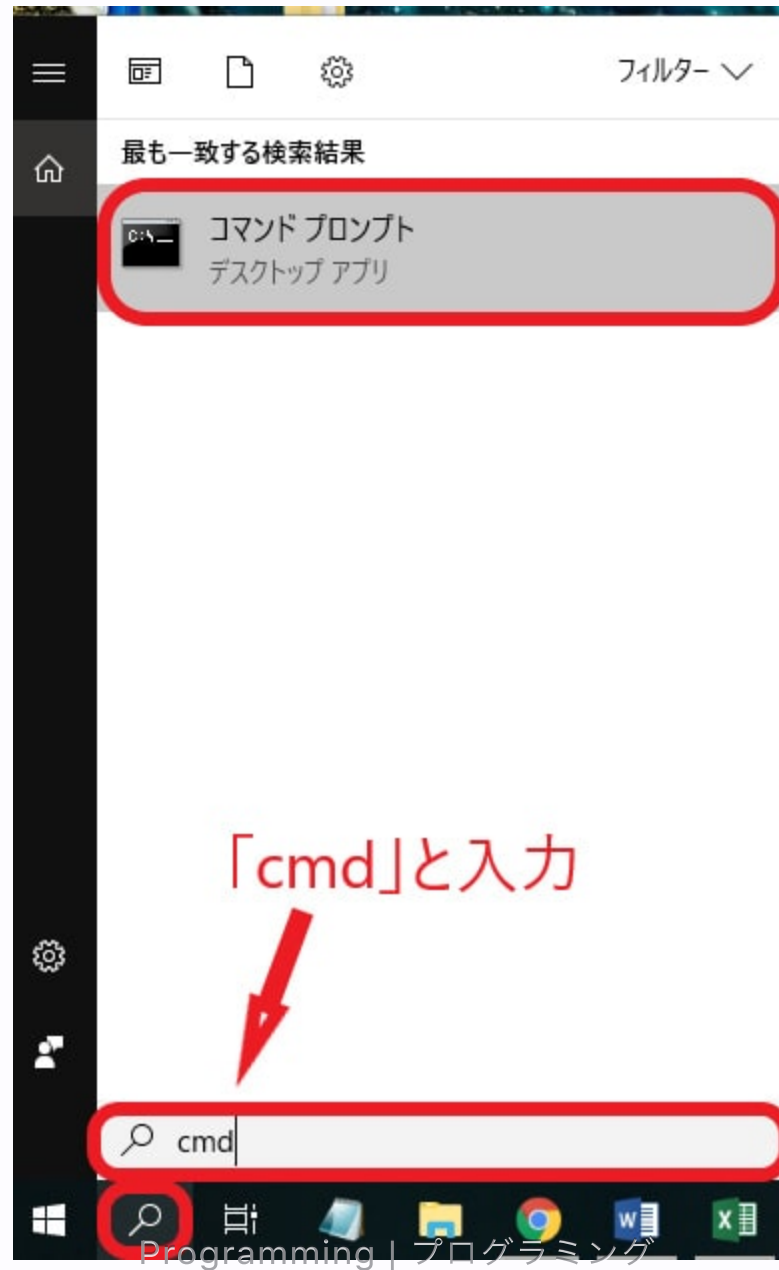 フィルター
最も一致する検索結果
C:\_
コマンド プロンプト
デスクトップ アプリ
「cmd」と入力
cmd
Programming | プログラミング